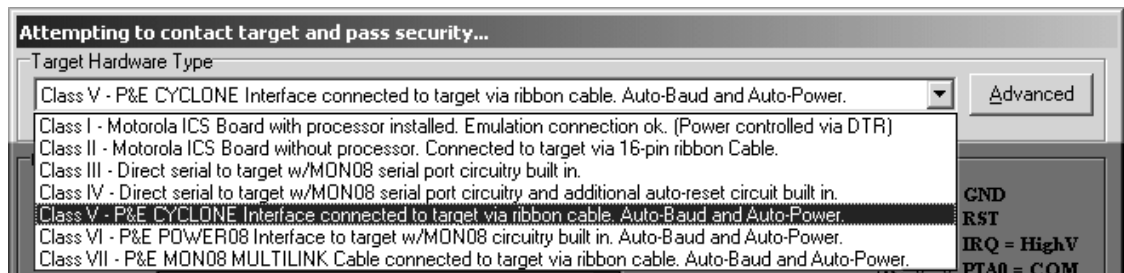 Attempting to contact target and pass security...
Target Hardware Type
Class V - P&E CYCLONE Interface connected to target via ribbon cable. Auto-Baud and Auto-Power.
Advanced
Class I - Motorola ICS Board with processor installed. Emulation connection ok. (Power controlled via DTR)
Class II - Motorola ICS Board without processor. Connected to target via 16-pin ribbon Cable.
Class III - Direct serial to target w/MON08 serial port circuitry built in.
Class IV - Direct serial to target w/MON08 serial port circuitry and additional auto-reset circuit built in.
Class V - P&E CYCLONE Interface connected to target via ribbon cable. Auto-Baud and Auto-Power.
Class VI - P&E POWER08 Interface to target w/MON08 circuitry built in. Auto-Baud and Auto-Power.
Class VII - P&E MON08 MULTILINK Cable connected to target via ribbon cable. Auto-Baud and Auto-Power.
GND
RST
IRQ = HighV
PTA0 = COM